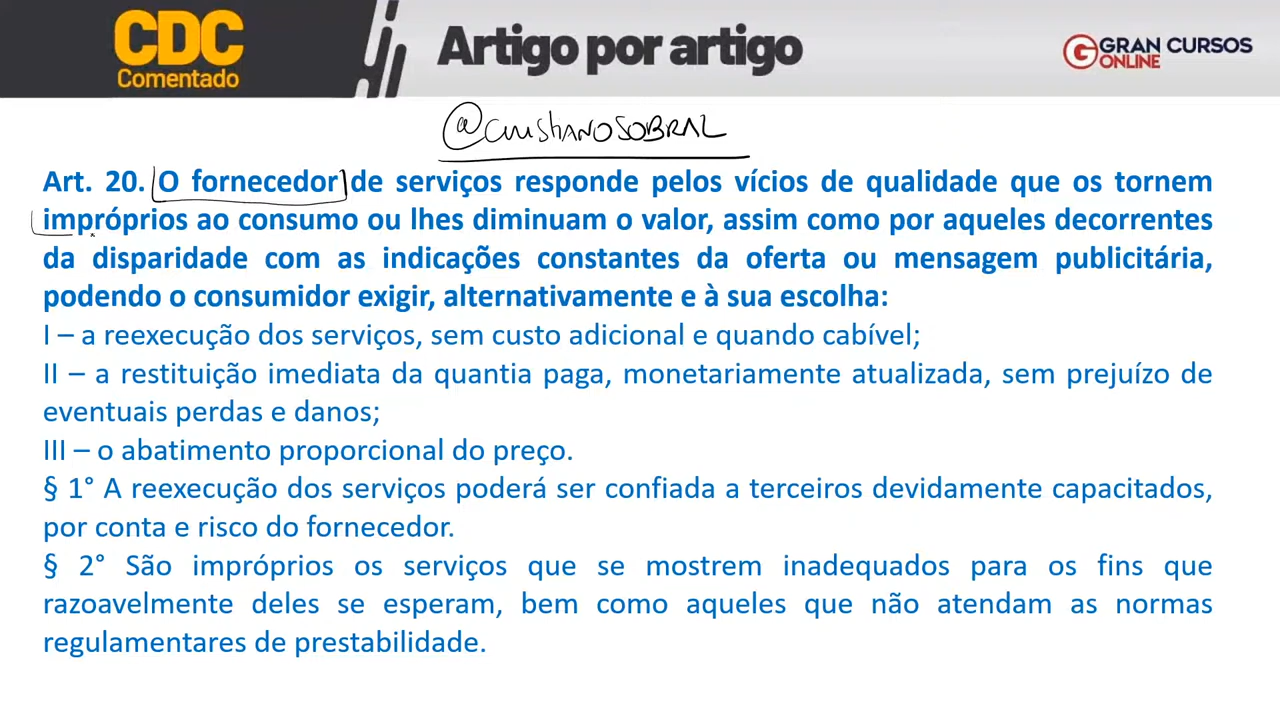 CDC
Comentado
Artigo por artigo
GRAN CURSOS
ONLINE
@CRISTIANOSOBRAL
Art. 20. O fornecedor de serviços responde pelos vícios de qualidade que os tornem
impróprios ao consumo ou lhes diminuam o valor, assim como por aqueles decorrentes
da disparidade com as indicações constantes da oferta ou mensagem publicitária,
podendo o consumidor exigir, alternativamente e à sua escolha:
I – a reexecução dos serviços, sem custo adicional e quando cabível;
II – a restituição imediata da quantia paga, monetariamente atualizada, sem prejuízo de
eventuais perdas e danos;
III – o abatimento proporcional do preço.
§ 1° A reexecução dos serviços poderá ser confiada a terceiros devidamente capacitados,
por conta e risco do fornecedor.
§ 2° São impróprios os serviços que se mostrem inadequados para os fins que
razoavelmente deles se esperam, bem como aqueles que não atendam as normas
regulamentares de prestabilidade.